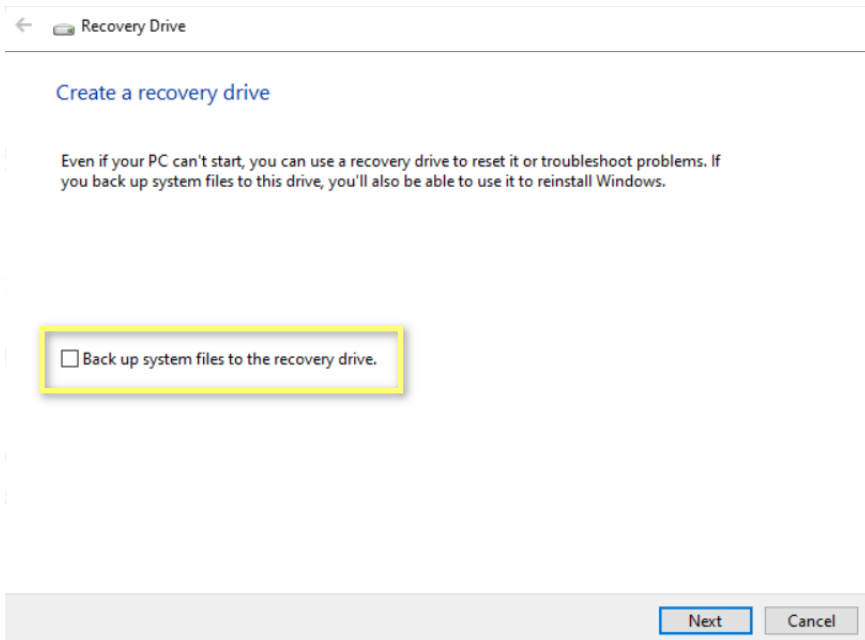 Recovery Drive
Create a recovery drive
Even if your PC can't start, you can use a recovery drive to reset it or troubleshoot problems. If
you back up system files to this drive, you'll also be able to use it to reinstall Windows.
Back up system files to the recovery drive.
Next
Cancel